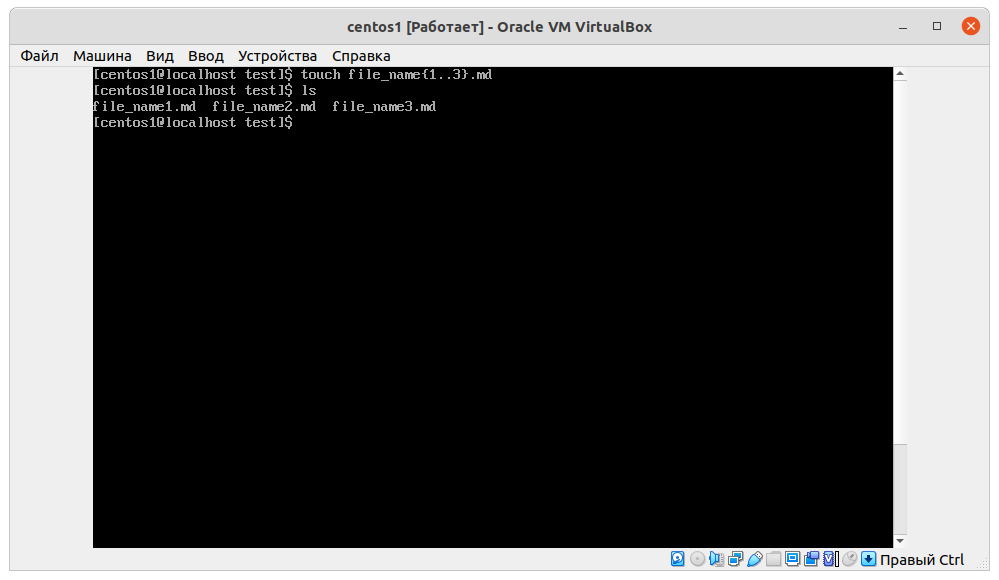 centos1 [Работает] - Oracle VM VirtualBox
Файл Машина Вид Ввод Устройства Справка
[centos1@localhost test]$ touch file_name{1..3}.md
[centos1@localhost test]$ ls
file_name1.md file_name2.md file_name3.md
[centos1@localhost test]$
Правый Ctrl